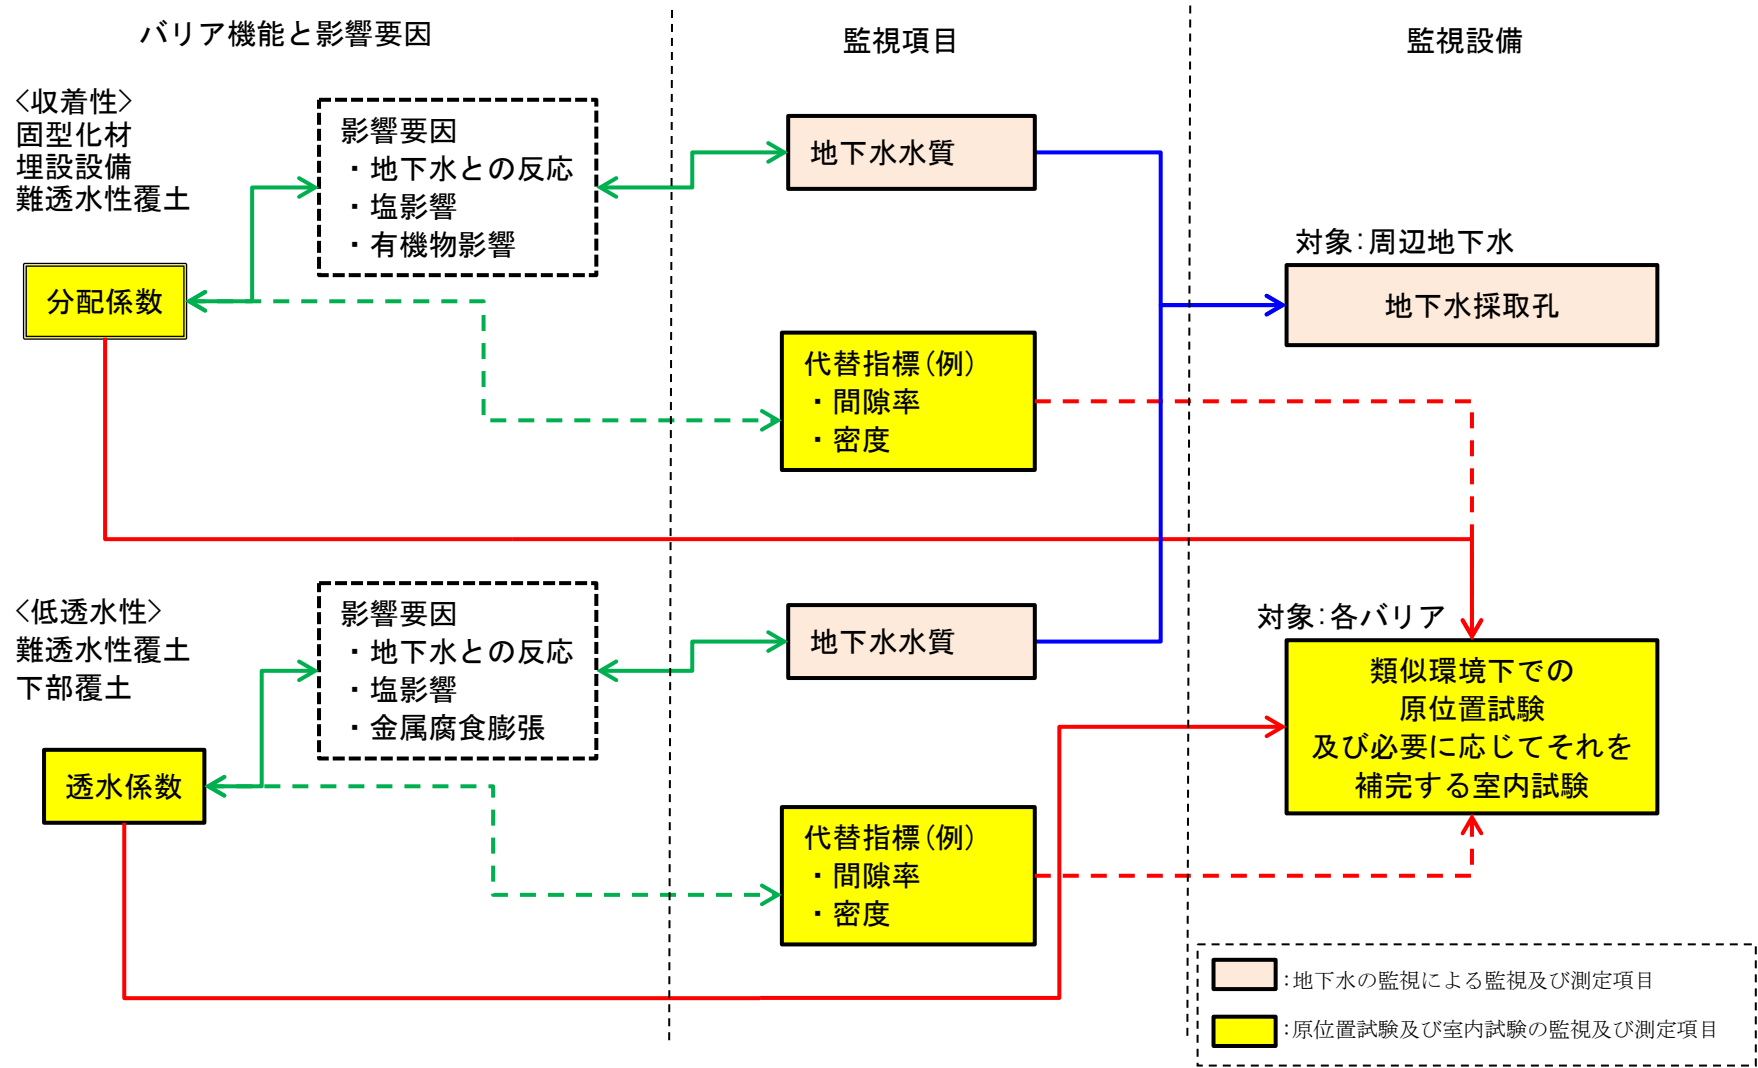 バリア機能と影響要因
監視項目
監視設備
<収着性>
固型化材
埋設設備
難透水性覆土
影響要因
・地下水との反応
・塩影響
・有機物影響
地下水水質
対象:周辺地下水
分配係数
地下水採取孔
代替指標(例)
・間隙率
・密度
<低透水性>
難透水性覆土
下部覆土
影響要因
・地下水との反応
・塩影響
・金属腐食膨張
地下水水質
対象:各バリア
類似環境下での
原位置試験
及び必要に応じてそれを
補完する室内試験
透水係数
代替指標(例)
・間隙率
・密度
:地下水の監視による監視及び測定項目
:原位置試験及び室内試験の監視及び測定項目